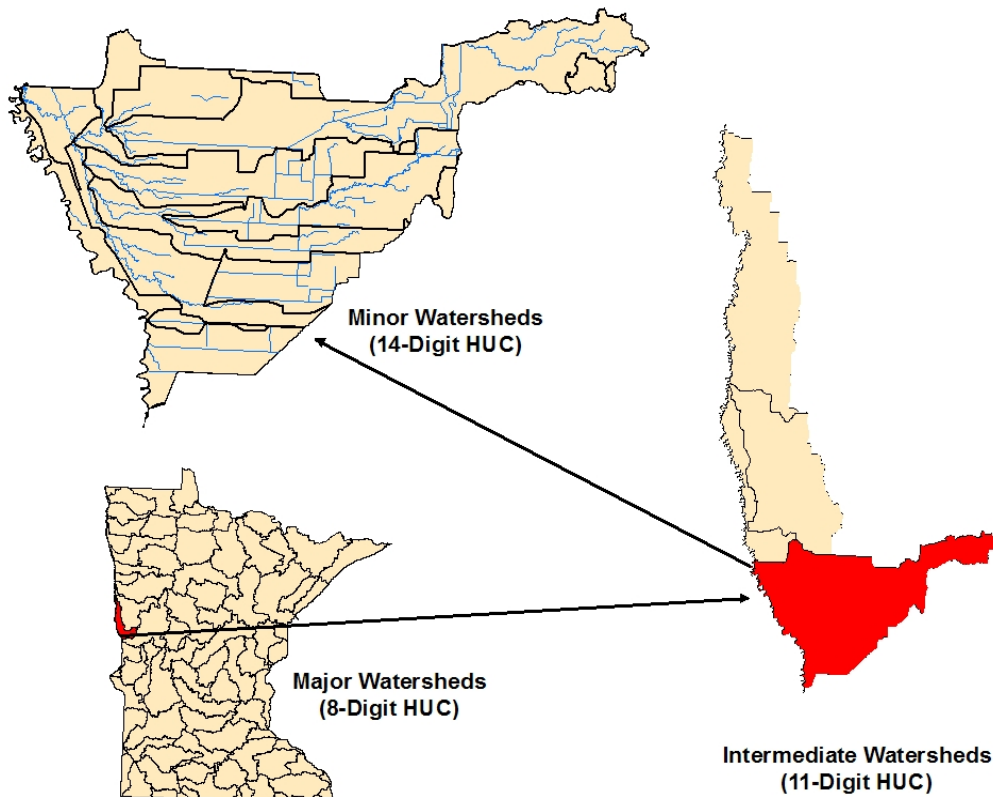 Minor Watersheds
(14-Digit HUC)
Major Watersheds
(8-Digit HUC)
Intermediate Watersheds
(11-Digit HUC)